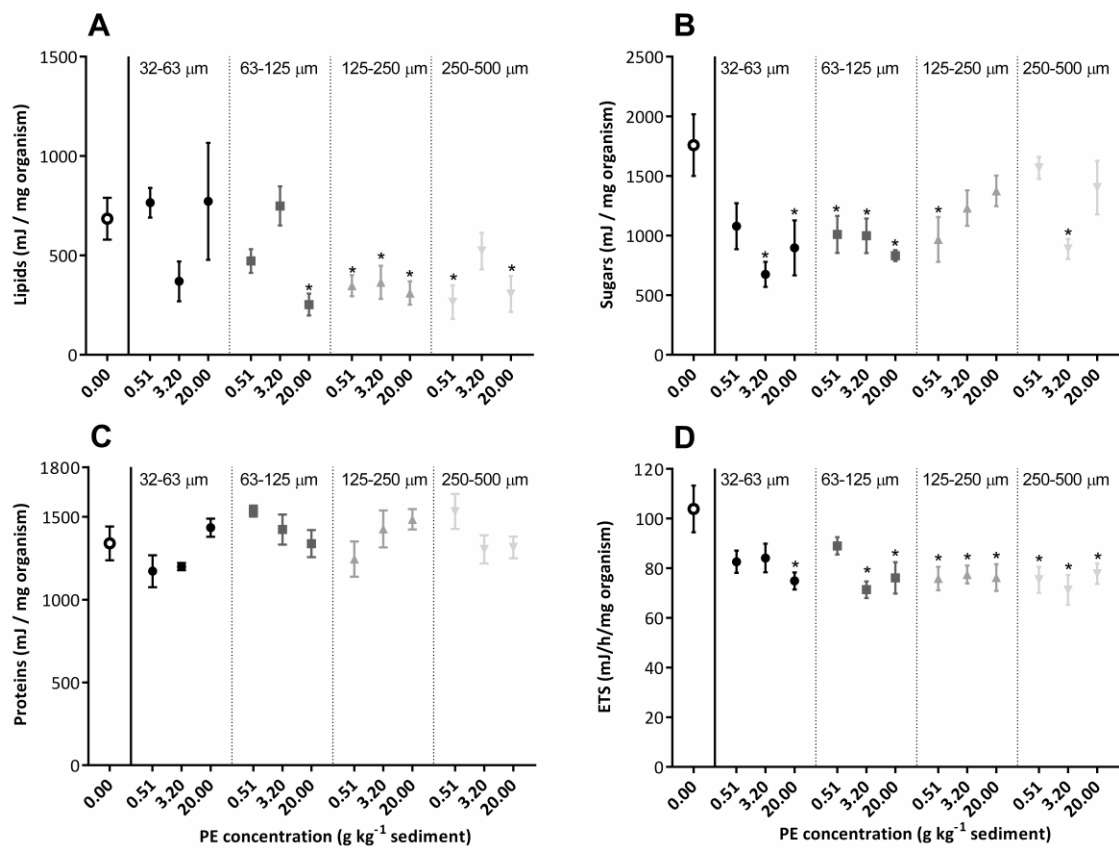 A
1500
1000
500
0
Lipids (mJ / mg organism)
32-63 μm
63-125 μm
125-250 μm
250-500 μm
* * * * * *
0.00
0.51
3.20
20.00
0.51
3.20
20.00
0.51
3.20
20.00
0.51
3.20
20.00
B
2500
2000
1500
1000
500
0
Sugars (mJ / mg organism)
32-63 μm
63-125 μm
125-250 μm
250-500 μm
* * * * * * *
0.00
0.51
3.20
20.00
0.51
3.20
20.00
0.51
3.20
20.00
0.51
3.20
20.00
C
1800
1500
1000
500
0
Proteins (mJ / mg organism)
32-63 μm
63-125 μm
125-250 μm
250-500 μm
0.00
0.51
3.20
20.00
0.51
3.20
20.00
0.51
3.20
20.00
0.51
3.20
20.00
PE concentration (g kg⁻¹ sediment)
D
120
100
80
60
40
20
0
ETS (mJ/h/mg organism)
32-63 μm
63-125 μm
125-250 μm
250-500 μm
* * * * * * * * *
0.00
0.51
3.20
20.00
0.51
3.20
20.00
0.51
3.20
20.00
0.51
3.20
20.00
PE concentration (g kg⁻¹ sediment)